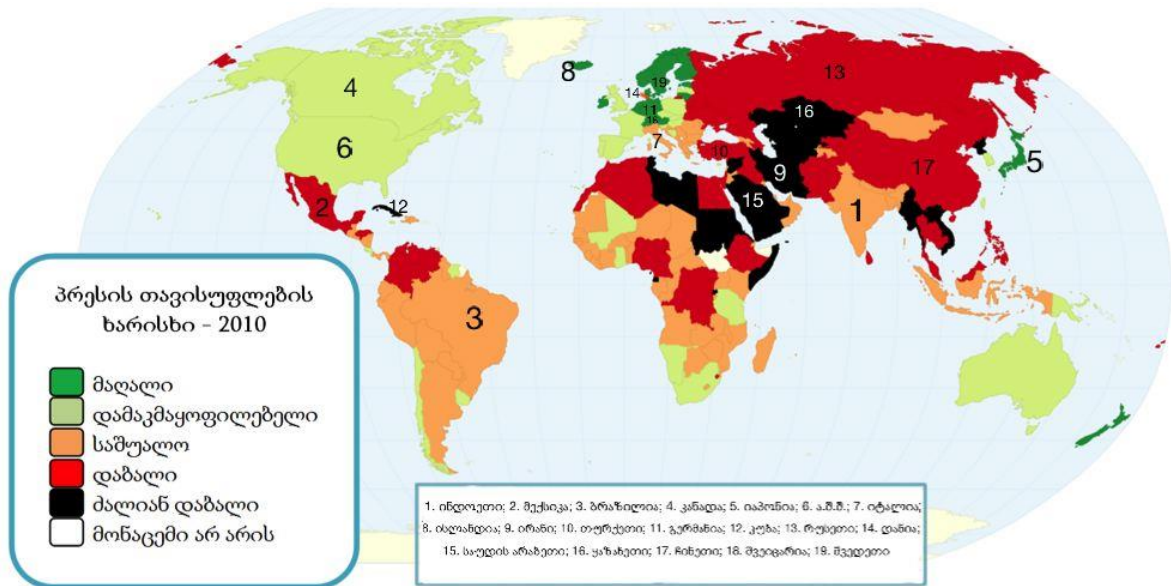 8
19
13
4
14
11
16
18
7
6
10
5
17
9
12
15
2
1
3
პრესის თავისუფლების
ხარისხი - 2010
მაღალი
დამაკმაყოფილებელი
საშუალო
დაბალი
ძალიან დაბალი
მონაცემი არ არის
1. ინდოეთი; 2. მექსიკა; 3. ბრაზილია; 4. კანადა; 5. იაპონია; 6. ა.შ.შ.; 7. იტალია;
8. ისლანდია; 9. ირანი; 10. თურქეთი; 11. გერმანია; 12. კუბა; 13. რუსეთი; 14. დანია;
15. საუდის არაბეთი; 16. ყაზახეთი; 17. ჩინეთი; 18. შვეიცარია; 19. შვედეთი